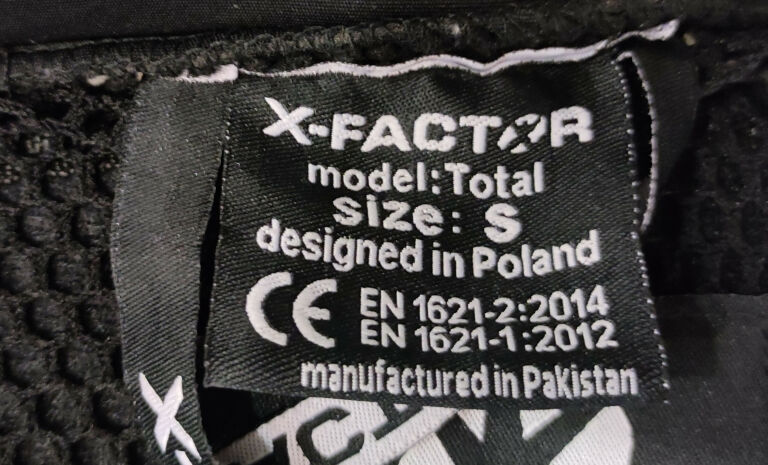 X-FACTOR
model: Total
size: S
designed in Poland
CE EN 1621-2:2014
EN 1621-1:2012
manufactured in Pakistan
X